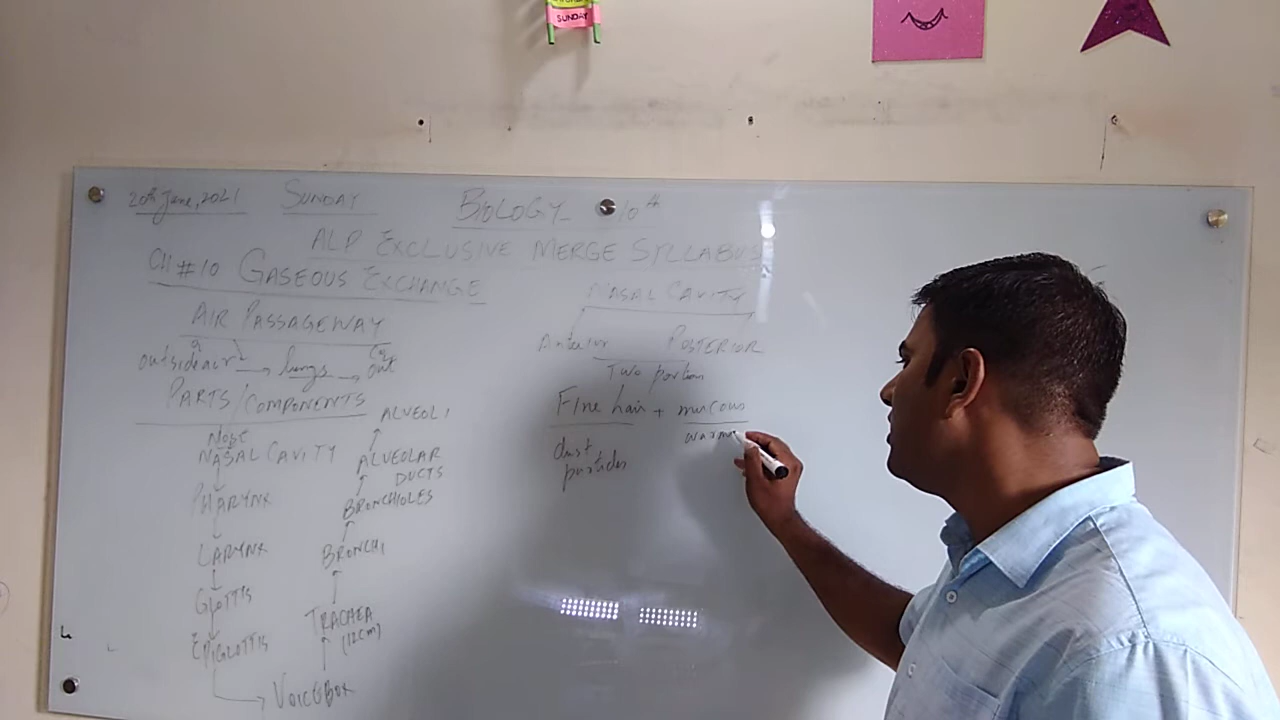 SUNDAY
20th June, 2021 SUNDAY BIOLOGY 10th
ALP EXCLUSIVE MERGE SYLLABUS
CH # 10 GASEOUS EXCHANGE
AIR PASSAGEWAY
outside air → lungs → out
PARTS/COMPONENTS
Nose
NASAL CAVITY
PHARYNX
LARYNX
GLOTTIS
EPIGLOTTIS
VOICEBOX
TRACHEA
(12cm)
BRONCHI
BRONCHIOLES
ALVEOLAR
DUCTS
ALVEOLI
NASAL CAVITY
Anterior POSTERIOR
Two portion
Fine hair + mucous
dust
particles
warm